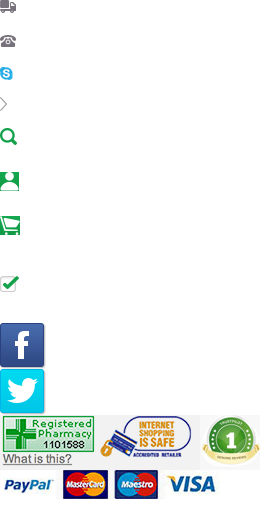 Registered
Pharmacy
1101588
What is this?
INTERNET
SHOPPING
IS SAFE
ACCREDITED RETAILER
1
PayPal
MasterCard
Maestro
VISA